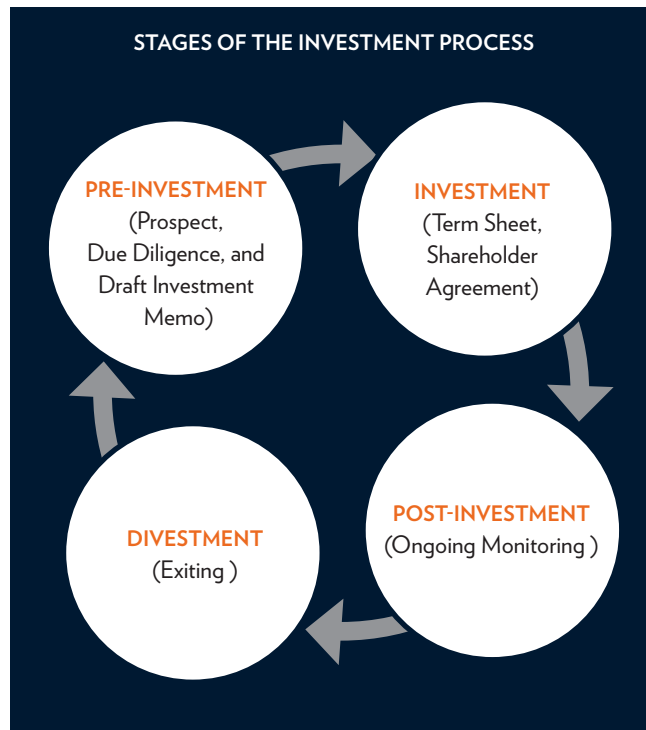 STAGES OF THE INVESTMENT PROCESS
PRE-INVESTMENT
(Prospect,
Due Diligence, and
Draft Investment
Memo)
INVESTMENT
(Term Sheet,
Shareholder
Agreement)
POST-INVESTMENT
(Ongoing Monitoring )
DIVESTMENT
(Exiting )